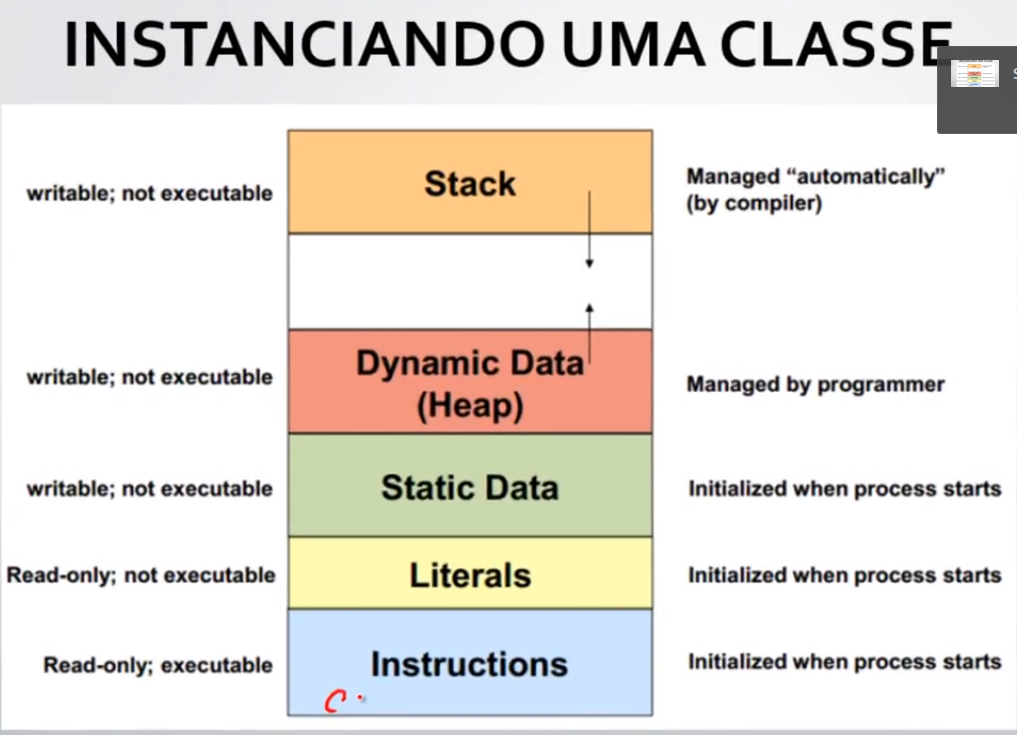 INSTANCIANDO UMA CLASSE
writable; not executable
Stack
Managed “automatically”
(by compiler)
writable; not executable
Dynamic Data
(Heap)
Managed by programmer
writable; not executable
Static Data
Initialized when process starts
Read-only; not executable
Literals
Initialized when process starts
Read-only; executable
Instructions
Initialized when process starts